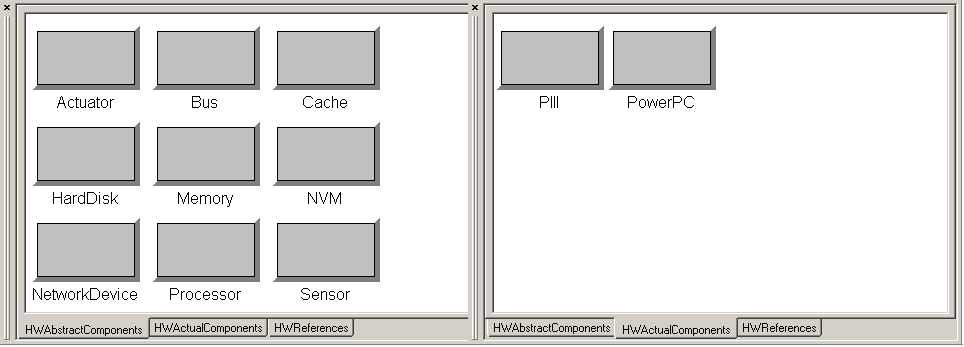 Actuator Bus Cache
HardDisk Memory NVM
NetworkDevice Processor Sensor
HWAbstractComponents HWActualComponents HWReferences
PIII PowerPC
HWAbstractComponents HWActualComponents HWReferences